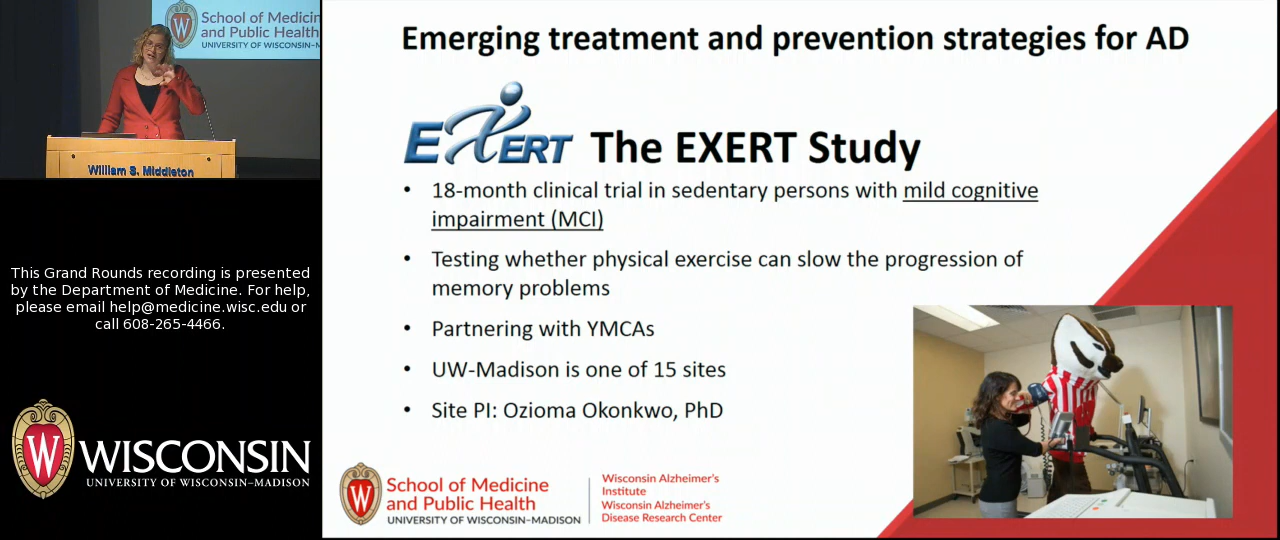 School of Medicin
and Public Health
UNIVERSITY OF WISCONSIN–M
William S. Middleton
This Grand Rounds recording is presented
by the Department of Medicine. For help,
please email help@medicine.wisc.edu or
call 608-265-4466.
W
WISCONSIN
UNIVERSITY OF WISCONSIN–MADISON
Emerging treatment and prevention strategies for AD
EXERT The EXERT Study
• 18-month clinical trial in sedentary persons with mild cognitive
impairment (MCI)
• Testing whether physical exercise can slow the progression of
memory problems
• Partnering with YMCAs
• UW-Madison is one of 15 sites
• Site PI: Ozioma Okonkwo, PhD
W
School of Medicine
and Public Health
UNIVERSITY OF WISCONSIN–MADISON
Wisconsin Alzheimer's
Institute
Wisconsin Alzheimer's
Disease Research Center